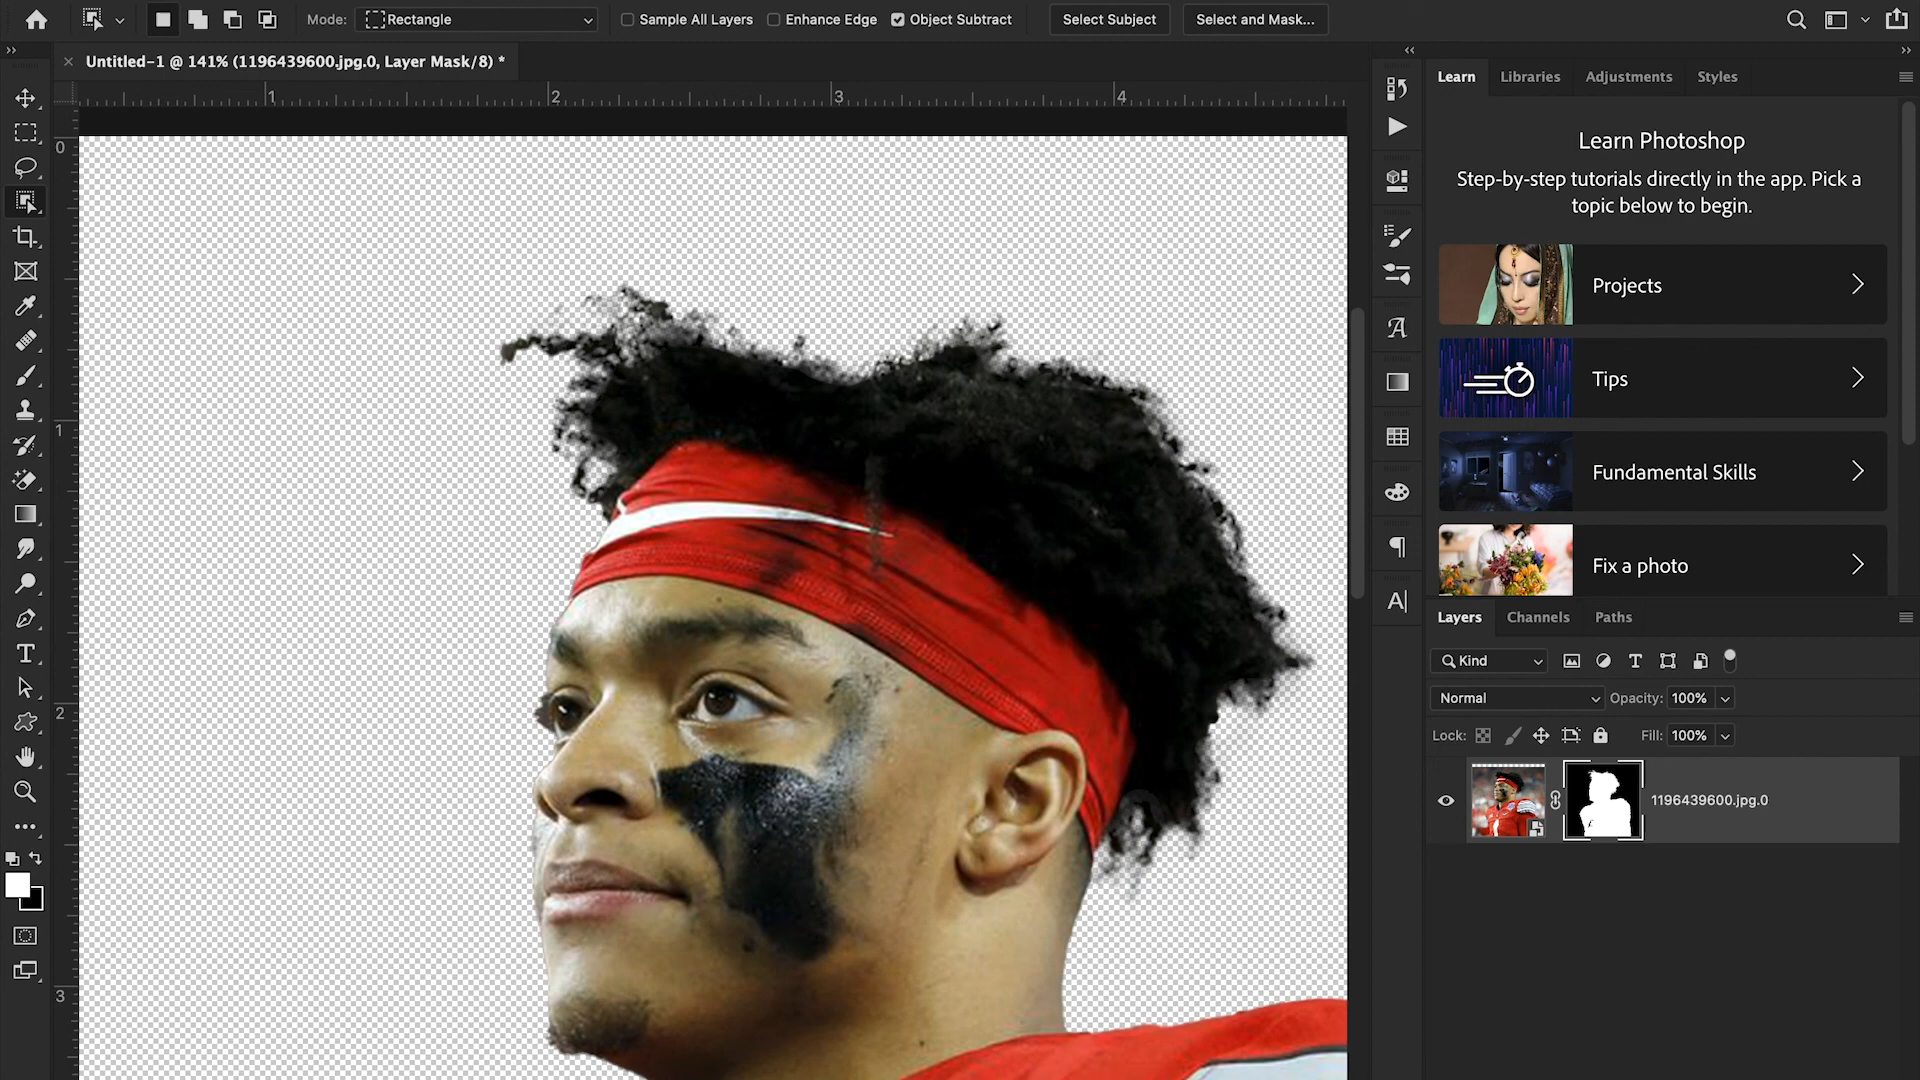 Mode: Rectangle Sample All Layers Enhance Edge Object Subtract Select Subject Select and Mask...
Untitled-1 @ 141% (1196439600.jpg.0, Layer Mask/8) *
1 2 3 4
0
1
2
3
Learn Libraries Adjustments Styles
Learn Photoshop
Step-by-step tutorials directly in the app. Pick a
topic below to begin.
Projects
Tips
Fundamental Skills
Fix a photo
Layers Channels Paths
Kind
Normal Opacity: 100%
Lock: Fill: 100%
1196439600.jpg.0